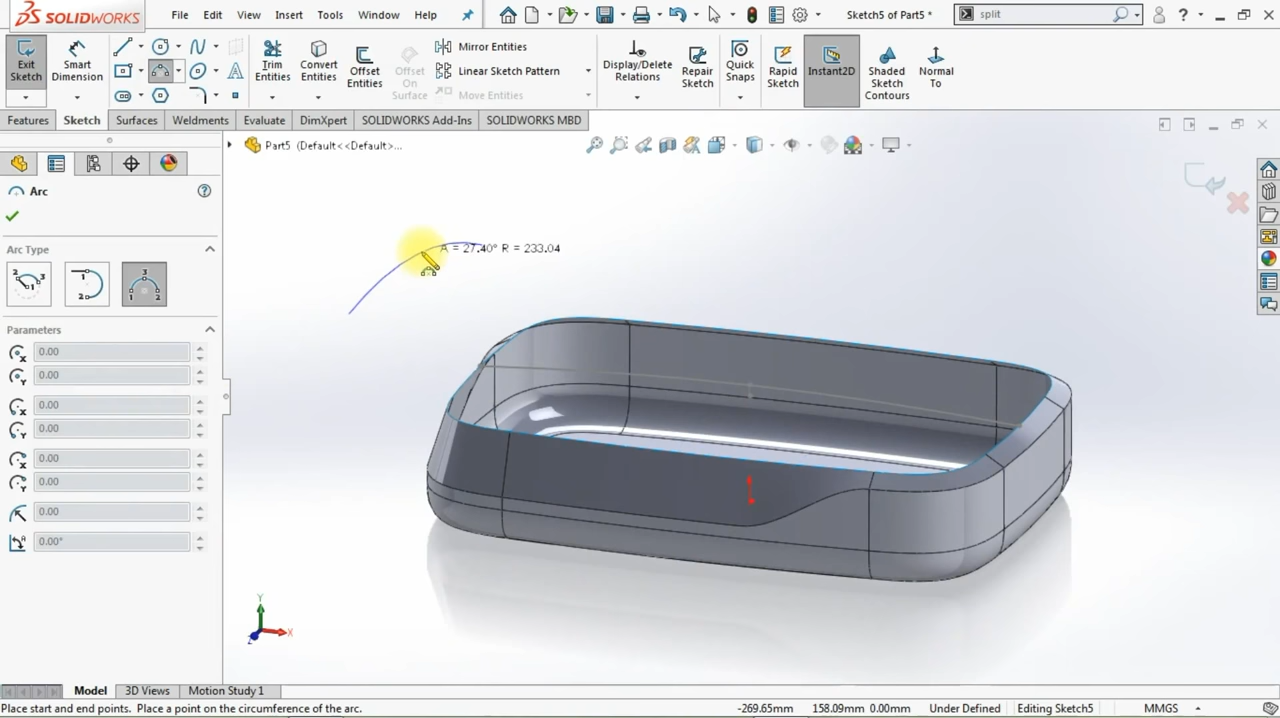 SOLIDWORKS
File Edit View Insert Tools Window Help
Sketch5 of Part5 *
split
Exit Sketch
Smart Dimension
Trim Entities
Convert Entities
Offset Entities
Offset On Surface
Mirror Entities
Linear Sketch Pattern
Move Entities
Display/Delete Relations
Repair Sketch
Quick Snaps
Rapid Sketch
Instant2D
Shaded Sketch Contours
Normal To
Features Sketch Surfaces Weldments Evaluate DimXpert SOLIDWORKS Add-Ins SOLIDWORKS MBD
Part5 (Default<<Default>...
Arc
Arc Type
A = 27.40° R = 233.04
Parameters
0.00
0.00
0.00
0.00
0.00
0.00
0.00
0.00°
Y
X
Z
Model 3D Views Motion Study 1
Place start and end points. Place a point on the circumference of the arc.
-269.65mm 158.09mm 0.00mm Under Defined Editing Sketch5 MMGS